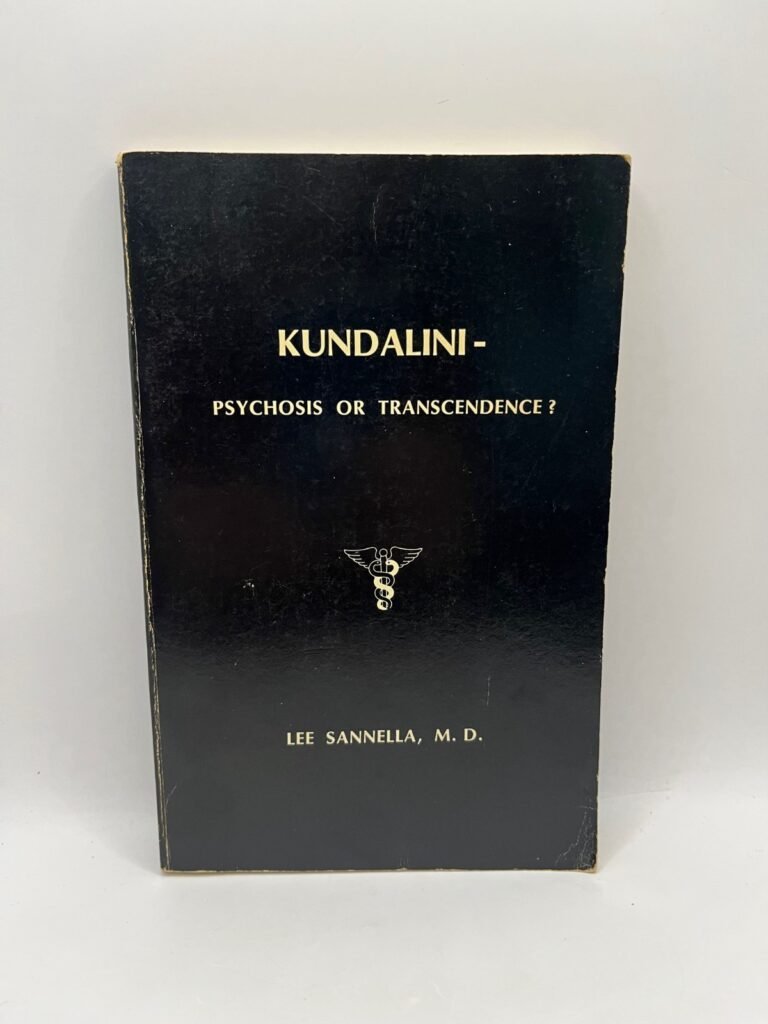 KUNDALINI -
PSYCHOSIS OR TRANSCENDENCE ?
LEE SANNELLA, M. D.